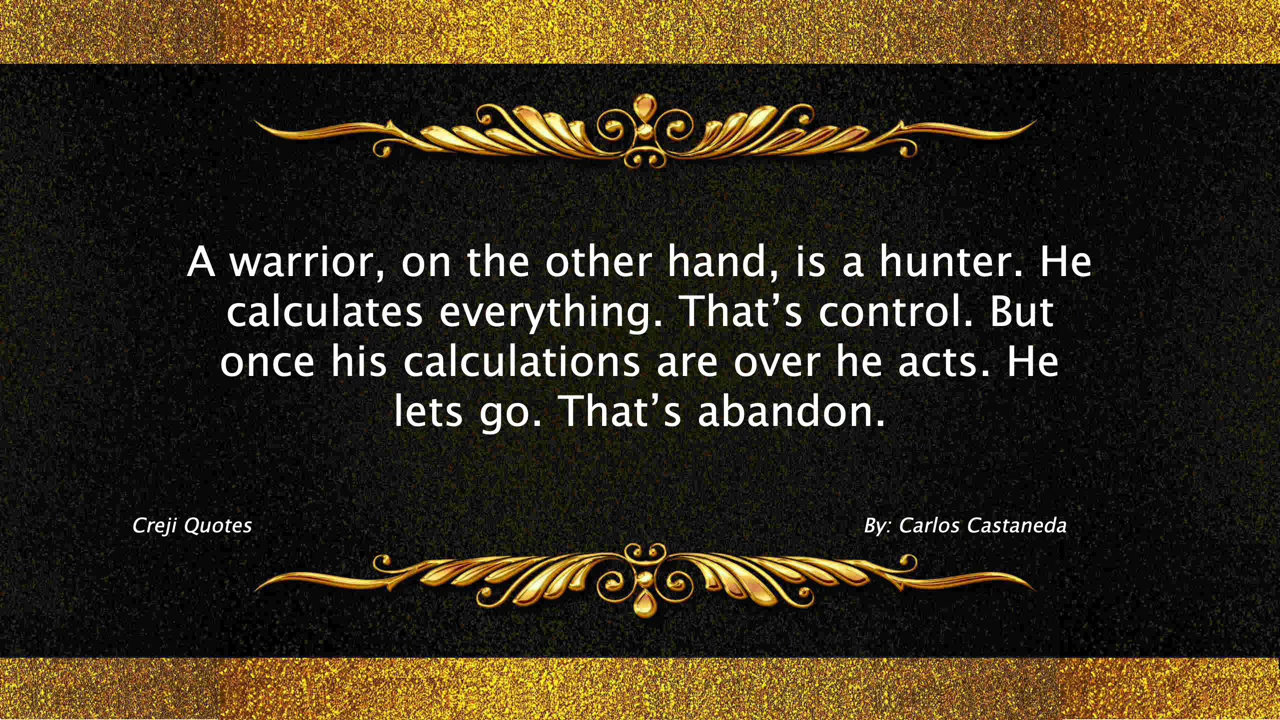 A warrior, on the other hand, is a hunter. He
calculates everything. That’s control. But
once his calculations are over he acts. He
lets go. That’s abandon.
Creji Quotes
By: Carlos Castaneda